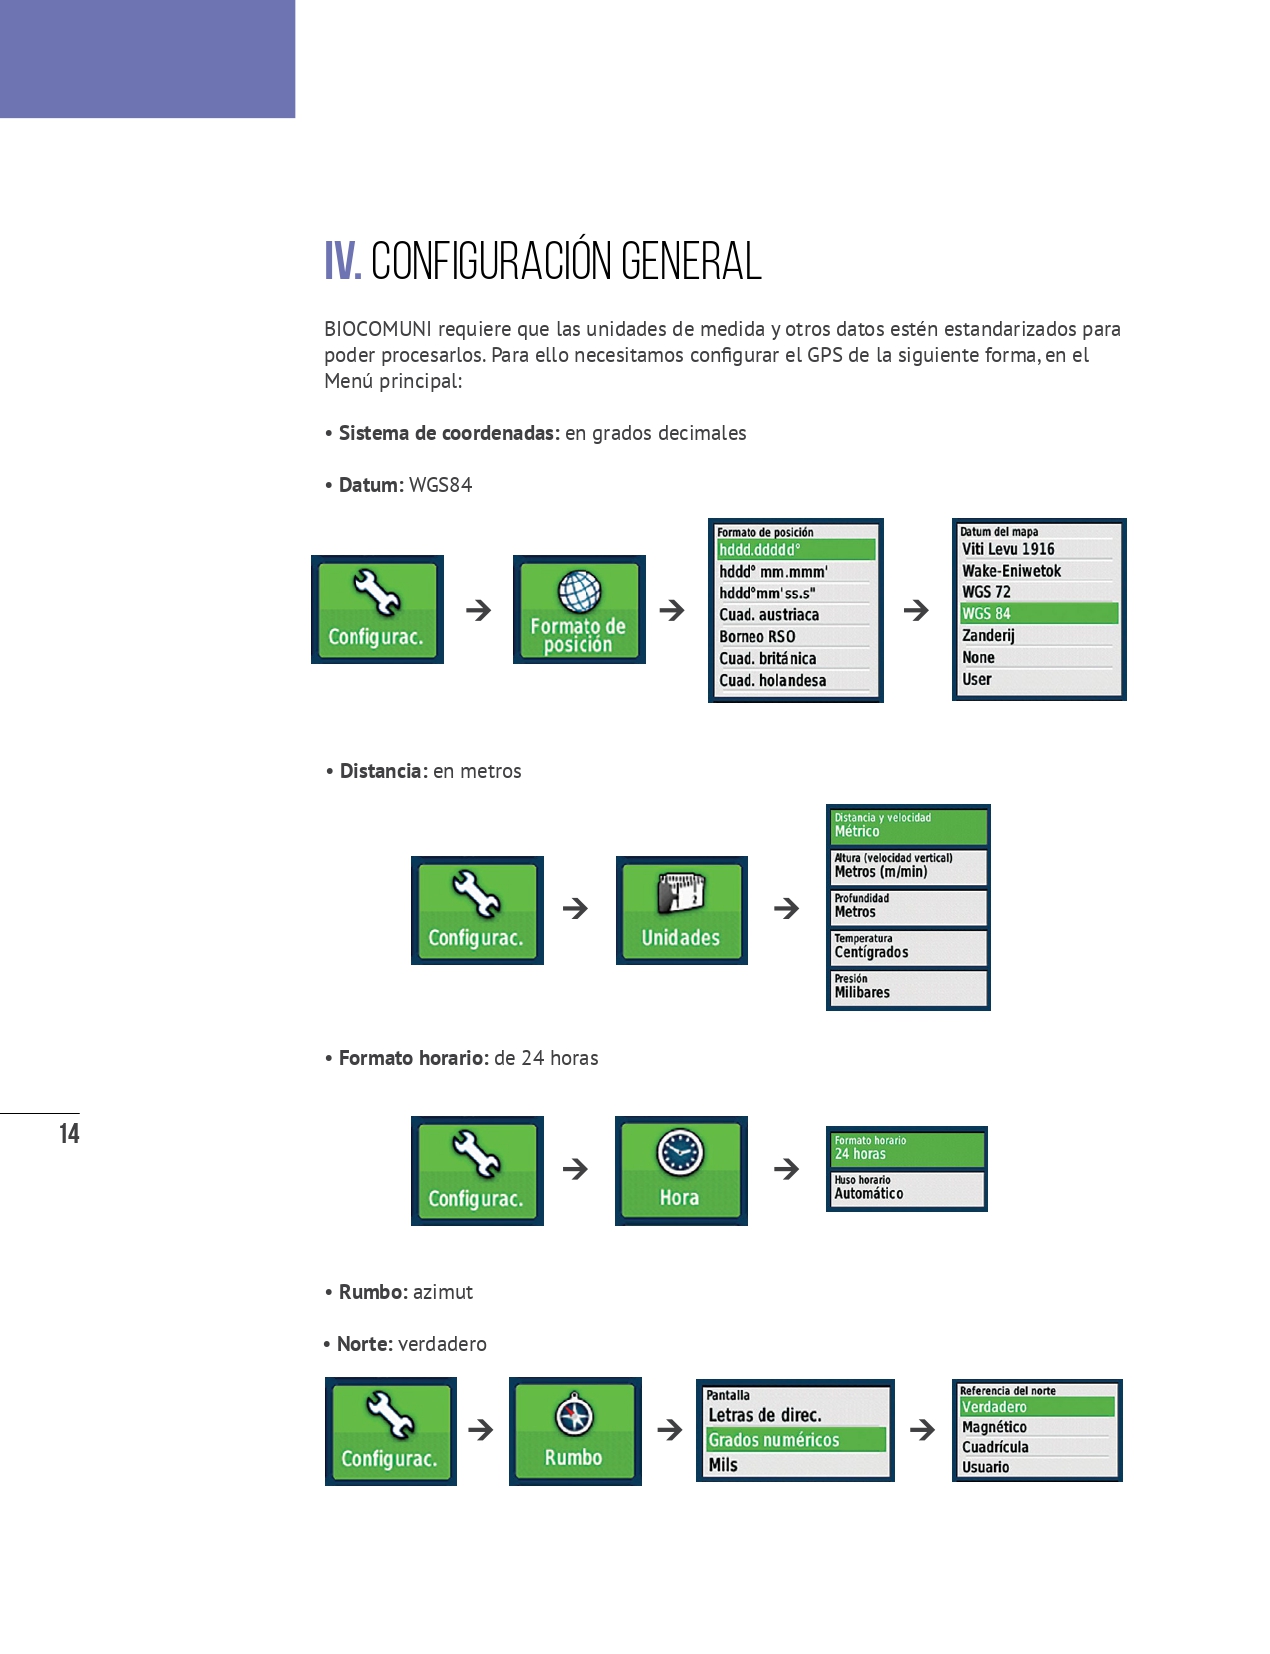 IV. CONFIGURACIÓN GENERAL
BIOCOMUNI requiere que las unidades de medida y otros datos estén estandarizados para
poder procesarlos. Para ello necesitamos configurar el GPS de la siguiente forma, en el
Menú principal:
• Sistema de coordenadas: en grados decimales
• Datum: WGS84
Configurac.
Formato de
posición
Formato de posición
hddd.ddddd°
hddd° mm.mmm'
hddd°mm'ss.s"
Cuad. austriaca
Borneo RSO
Cuad. británica
Cuad. holandesa
Datum del mapa
Viti Levu 1916
Wake-Eniwetok
WGS 72
WGS 84
Zanderij
None
User
• Distancia: en metros
Configurac.
Unidades
Distancia y velocidad
Métrico
Altura (velocidad vertical)
Metros (m/min)
Profundidad
Metros
Temperatura
Centígrados
Presión
Milibares
• Formato horario: de 24 horas
14
Configurac.
Hora
Formato horario
24 horas
Huso horario
Automático
• Rumbo: azimut
• Norte: verdadero
Configurac.
Rumbo
Pantalla
Letras de direc.
Grados numéricos
Mils
Referencia del norte
Verdadero
Magnético
Cuadrícula
Usuario